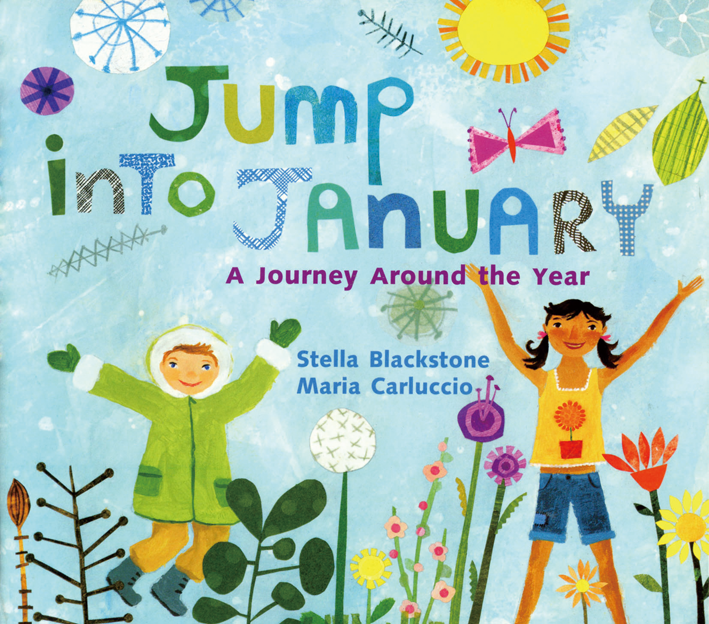 Jump
into January
A Journey Around the Year
Stella Blackstone
Maria Carluccio